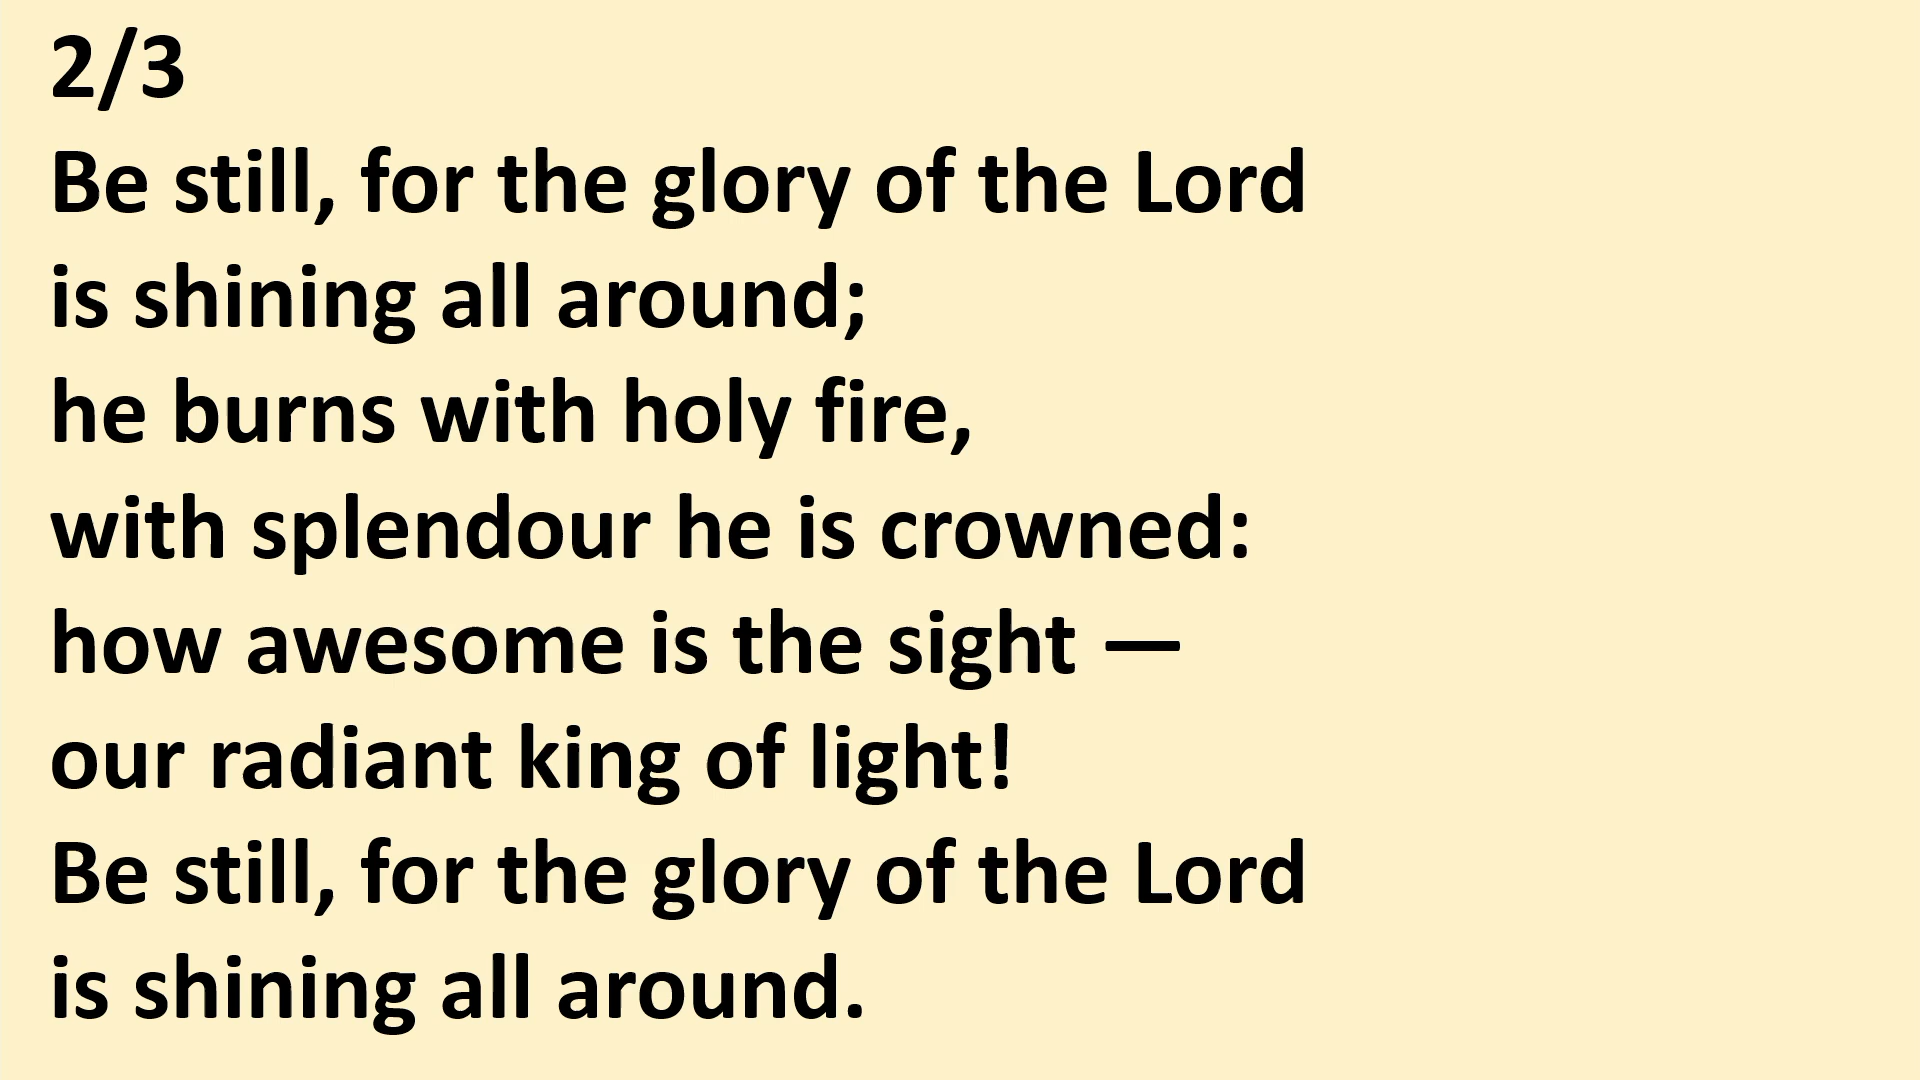 2/3
Be still, for the glory of the Lord
is shining all around;
he burns with holy fire,
with splendour he is crowned:
how awesome is the sight —
our radiant king of light!
Be still, for the glory of the Lord
is shining all around.